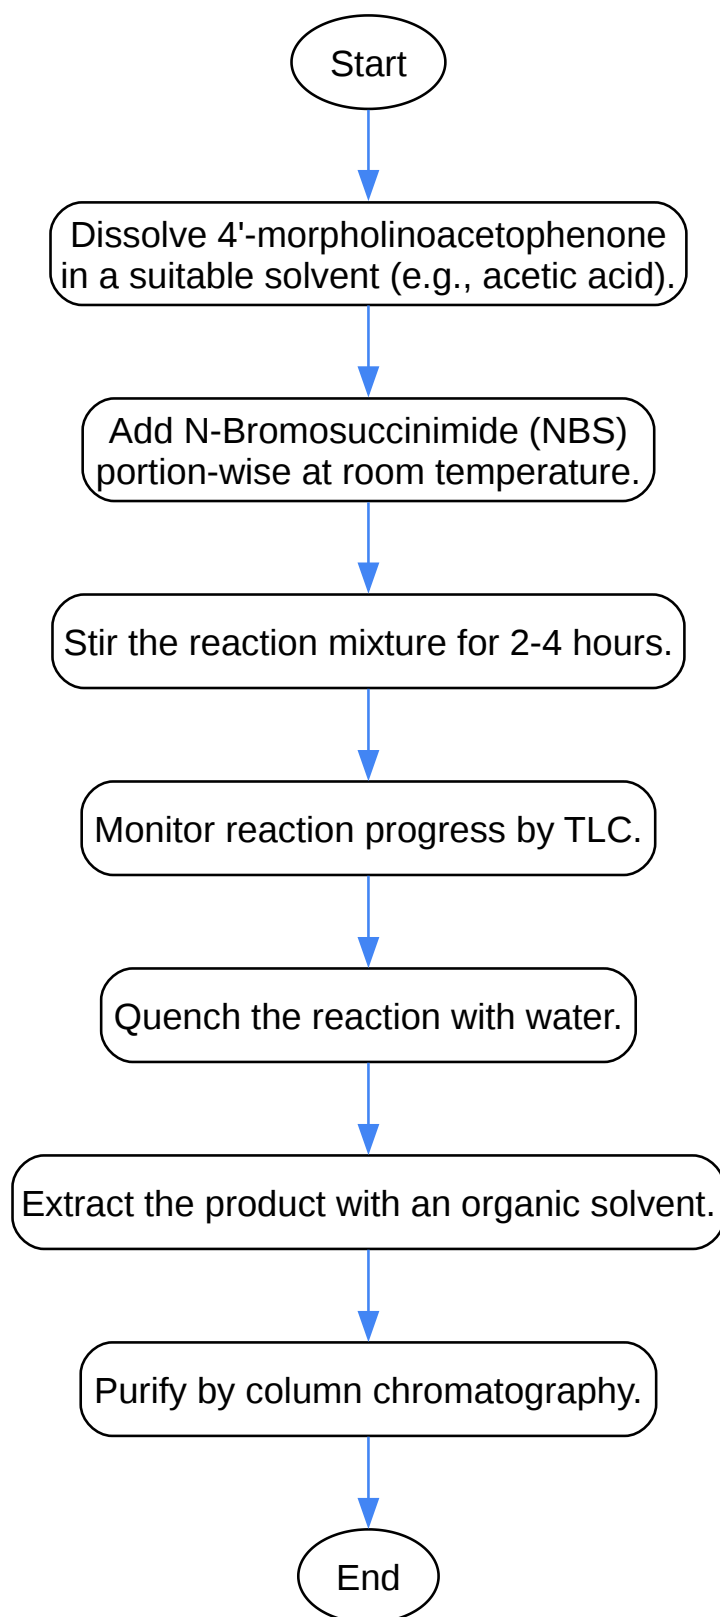 Start
Dissolve 4'-morpholinoacetophenone
in a suitable solvent (e.g., acetic acid).
Add N-Bromosuccinimide (NBS)
portion-wise at room temperature.
Stir the reaction mixture for 2-4 hours.
Monitor reaction progress by TLC.
Quench the reaction with water.
Extract the product with an organic solvent.
Purify by column chromatography.
End